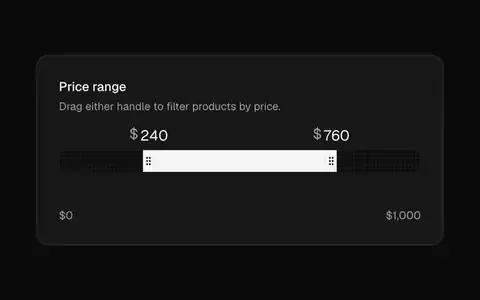 Price range
Drag either handle to filter products by price.
$240 $760
$0 $1,000